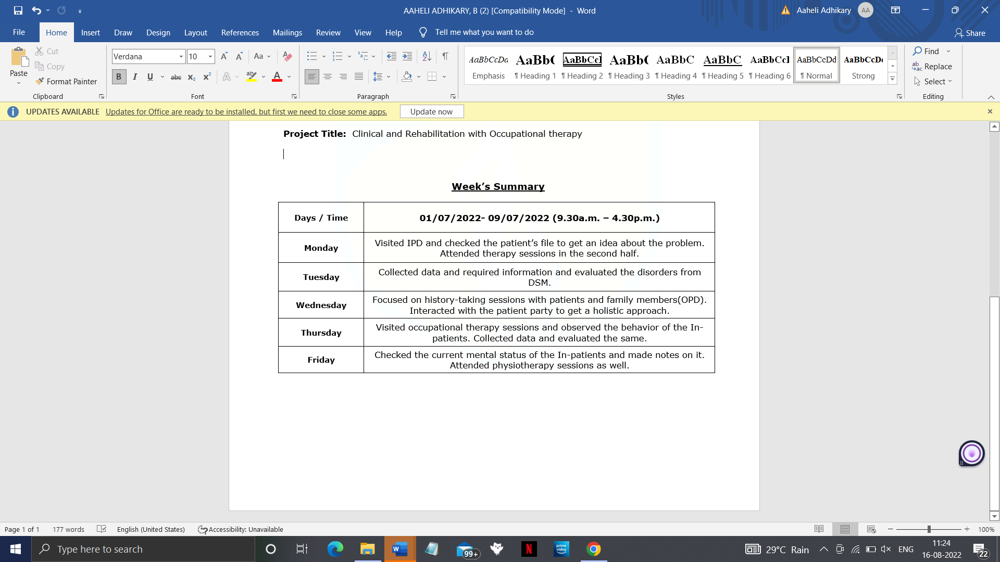 AAHELI ADHIKARY, B (2) [Compatibility Mode] - Word
Aaheli Adhikary AA
File Home Insert Draw Design Layout References Mailings Review View Help Tell me what you want to do Share
Paste
Cut
Copy
Format Painter
Clipboard
Verdana 10
Font
Paragraph
AaBbCcDd AaBb( AaBbCcI AaBb( AaBbC AaBbC AaBbCcI AaBbCcDd AaBbCcD
Emphasis ¶ Heading 1 ¶ Heading 2 ¶ Heading 3 ¶ Heading 4 ¶ Heading 5 ¶ Heading 6 ¶ Normal Strong
Styles
Find
Replace
Select
Editing
UPDATES AVAILABLE Updates for Office are ready to be installed, but first we need to close some apps. Update now
Project Title: Clinical and Rehabilitation with Occupational therapy
Week’s Summary
Days / Time
01/07/2022- 09/07/2022 (9.30a.m. – 4.30p.m.)
Monday
Visited IPD and checked the patient’s file to get an idea about the problem.
Attended therapy sessions in the second half.
Tuesday
Collected data and required information and evaluated the disorders from
DSM.
Wednesday
Focused on history-taking sessions with patients and family members(OPD).
Interacted with the patient party to get a holistic approach.
Thursday
Visited occupational therapy sessions and observed the behavior of the In-
patients. Collected data and evaluated the same.
Friday
Checked the current mental status of the In-patients and made notes on it.
Attended physiotherapy sessions as well.
Page 1 of 1 177 words English (United States) Accessibility: Unavailable 100%
Type here to search
99+
prime video
29°C Rain
ENG
11:24
16-08-2022
22